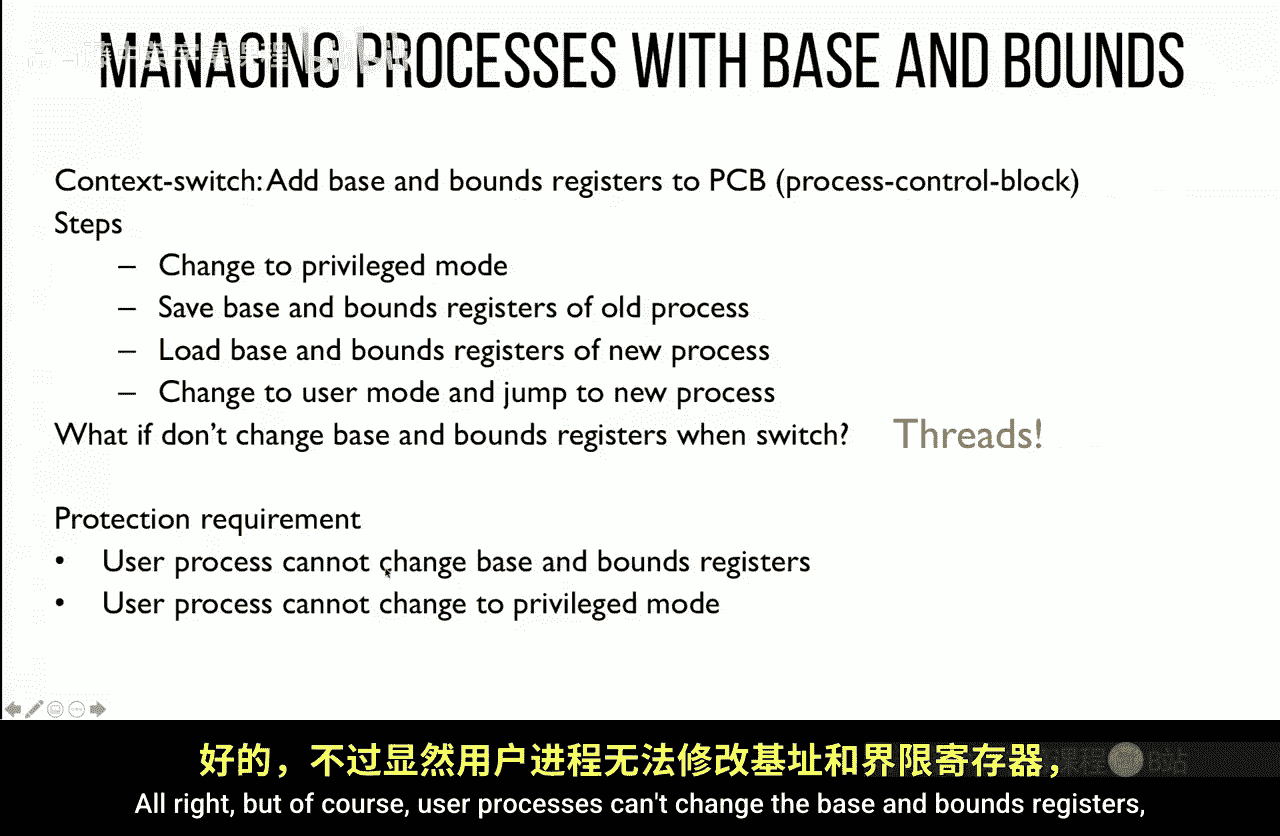 MANAGING PROCESSES WITH BASE AND BOUNDS
Context-switch: Add base and bounds registers to PCB (process-control-block)
Steps
– Change to privileged mode
– Save base and bounds registers of old process
– Load base and bounds registers of new process
– Change to user mode and jump to new process
What if don't change base and bounds registers when switch? Threads!
Protection requirement
• User process cannot change base and bounds registers
• User process cannot change to privileged mode
好的，不过显然用户进程无法修改基址和界限寄存器，
All right, but of course, user processes can't change the base and bounds registers,